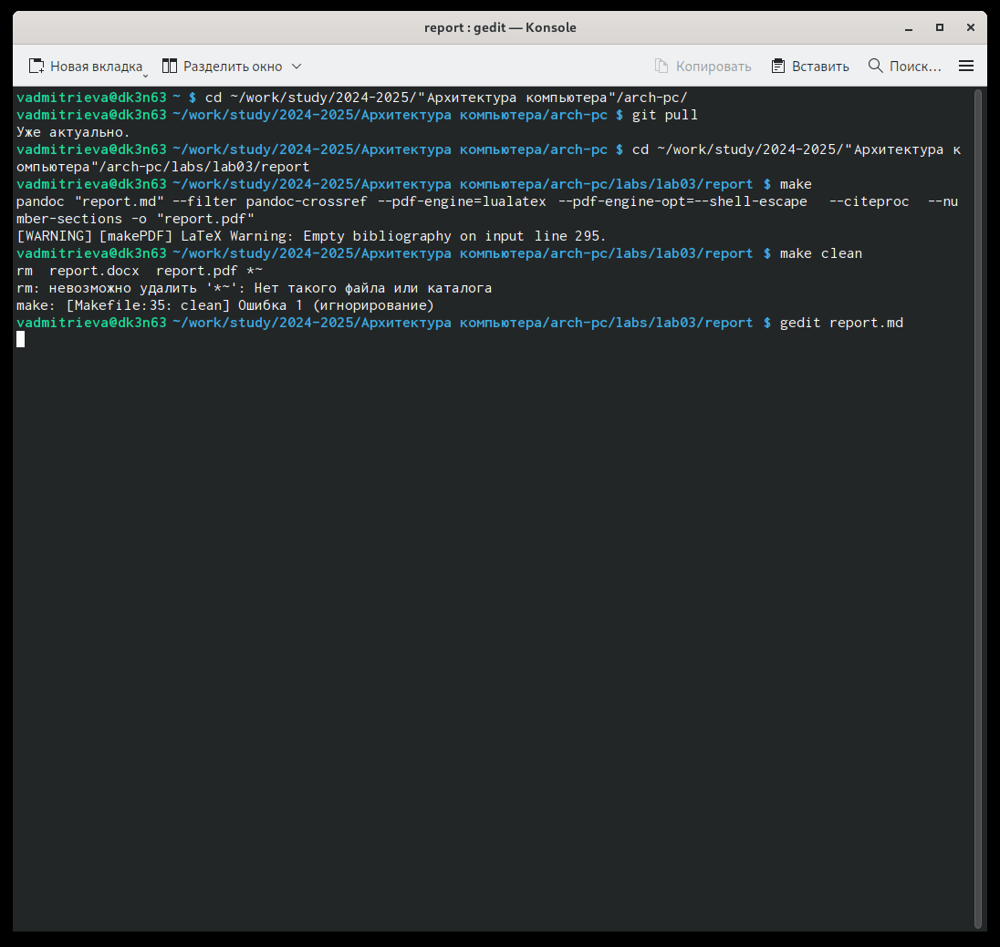 report : gedit — Konsole
Новая вкладка Разделить окно Копировать Вставить Поиск...
vadmitrieva@dk3n63 ~ $ cd ~/work/study/2024-2025/"Архитектура компьютера"/arch-pc/
vadmitrieva@dk3n63 ~/work/study/2024-2025/Архитектура компьютера/arch-pc $ git pull
Уже актуально.
vadmitrieva@dk3n63 ~/work/study/2024-2025/Архитектура компьютера/arch-pc $ cd ~/work/study/2024-2025/"Архитектура к
омпьютера"/arch-pc/labs/lab03/report
vadmitrieva@dk3n63 ~/work/study/2024-2025/Архитектура компьютера/arch-pc/labs/lab03/report $ make
pandoc "report.md" --filter pandoc-crossref --pdf-engine=lualatex --pdf-engine-opt=--shell-escape  --citeproc  --nu
mber-sections -o "report.pdf"
[WARNING] [makePDF] LaTeX Warning: Empty bibliography on input line 295.
vadmitrieva@dk3n63 ~/work/study/2024-2025/Архитектура компьютера/arch-pc/labs/lab03/report $ make clean
rm  report.docx  report.pdf *~
rm: невозможно удалить '*~': Нет такого файла или каталога
make: [Makefile:35: clean] Ошибка 1 (игнорирование)
vadmitrieva@dk3n63 ~/work/study/2024-2025/Архитектура компьютера/arch-pc/labs/lab03/report $ gedit report.md